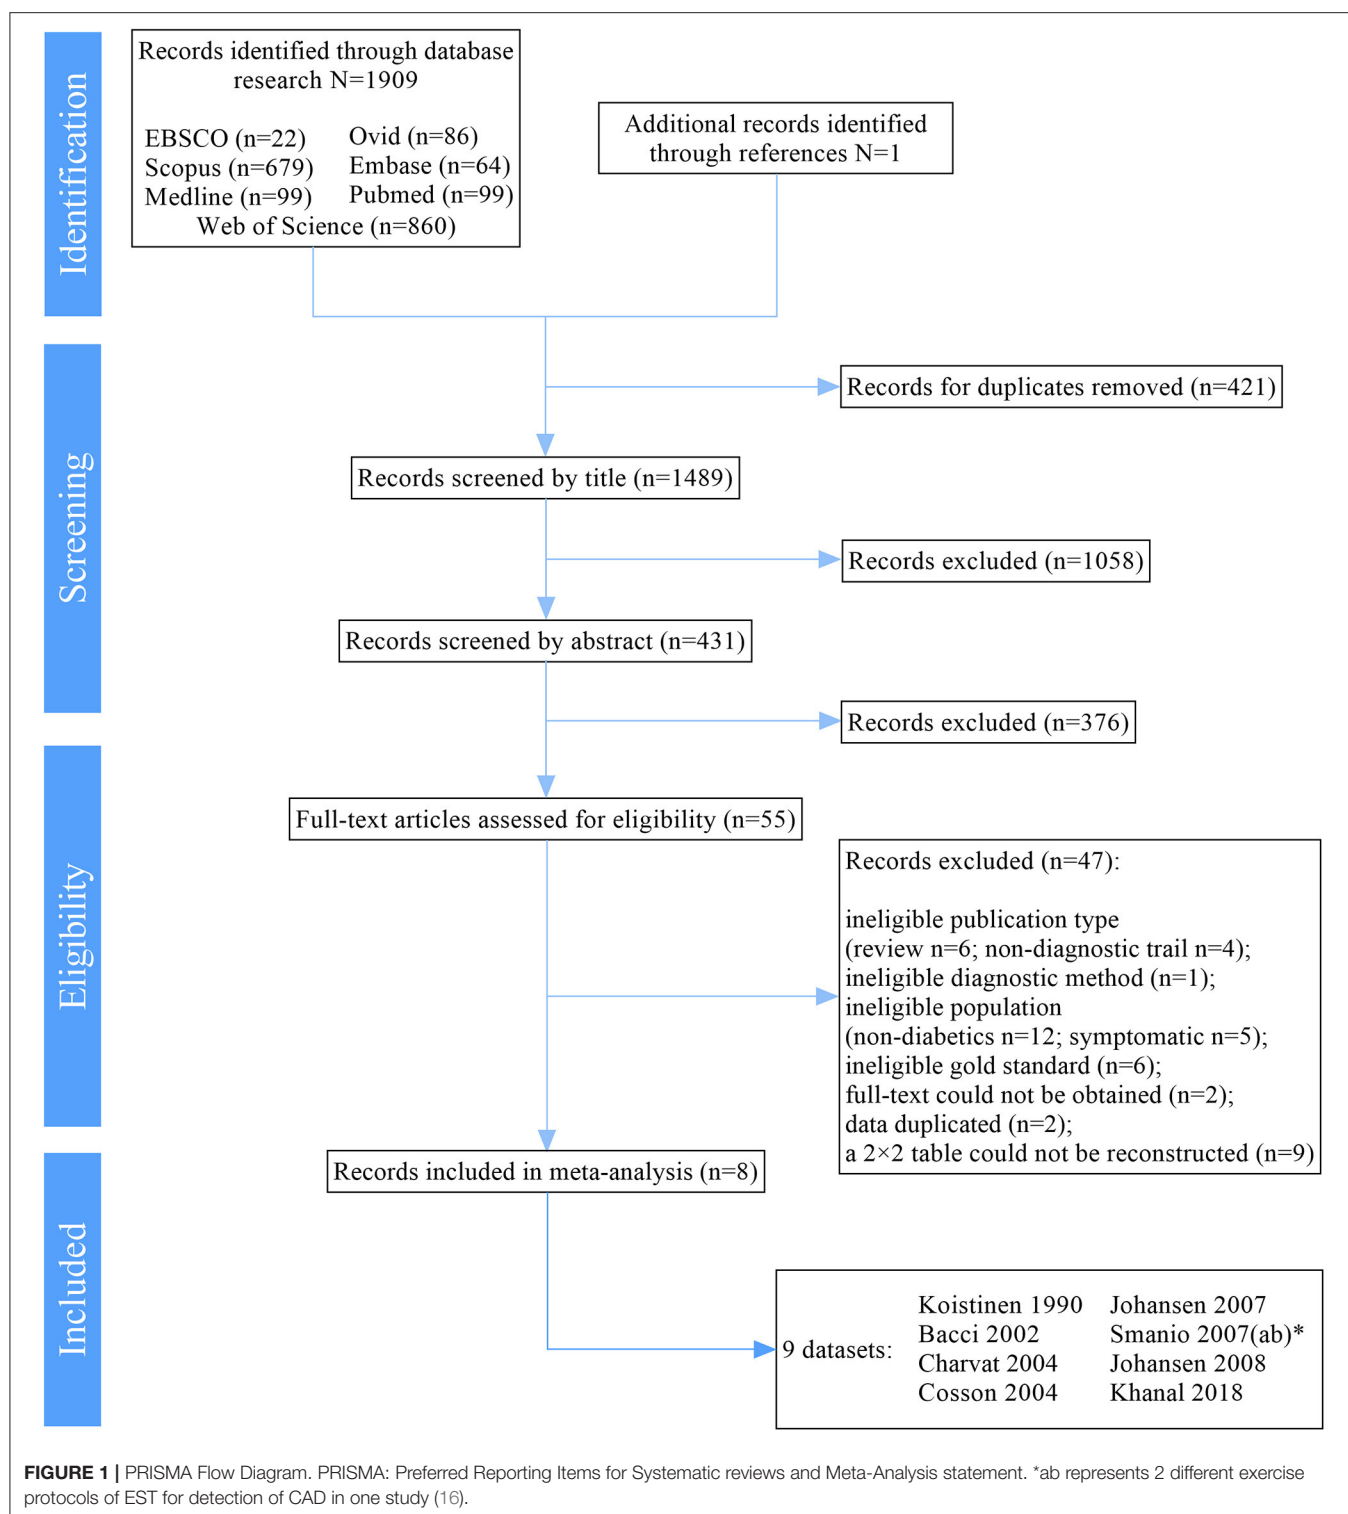 Identification
Records identified through database
research N=1909
EBSCO (n=22) Ovid (n=86)
Scopus (n=679) Embase (n=64)
Medline (n=99) Pubmed (n=99)
Web of Science (n=860)
Additional records identified
through references N=1
Screening
Records for duplicates removed (n=421)
Records screened by title (n=1489)
Records excluded (n=1058)
Records screened by abstract (n=431)
Records excluded (n=376)
Eligibility
Full-text articles assessed for eligibility (n=55)
Records excluded (n=47):
ineligible publication type
(review n=6; non-diagnostic trail n=4);
ineligible diagnostic method (n=1);
ineligible population
(non-diabetics n=12; symptomatic n=5);
ineligible gold standard (n=6);
full-text could not be obtained (n=2);
data duplicated (n=2);
a 2×2 table could not be reconstructed (n=9)
Included
Records included in meta-analysis (n=8)
9 datasets:
Koistinen 1990 Johansen 2007
Bacci 2002 Smanio 2007(ab)*
Charvat 2004 Johansen 2008
Cosson 2004 Khanal 2018
FIGURE 1 | PRISMA Flow Diagram. PRISMA: Preferred Reporting Items for Systematic reviews and Meta-Analysis statement. *ab represents 2 different exercise
protocols of EST for detection of CAD in one study (16).